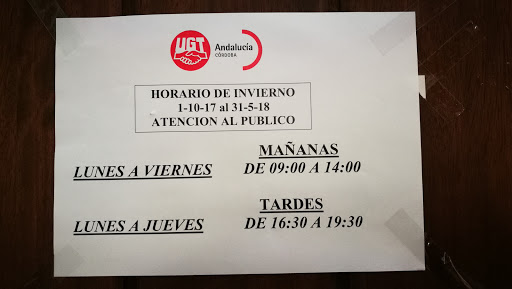 UGT
Andalucía
CÓRDOBA
HORARIO DE INVIERNO
1-10-17 al 31-5-18
ATENCION AL PUBLICO
MAÑANAS
LUNES A VIERNES DE 09:00 A 14:00
TARDES
LUNES A JUEVES DE 16:30 A 19:30